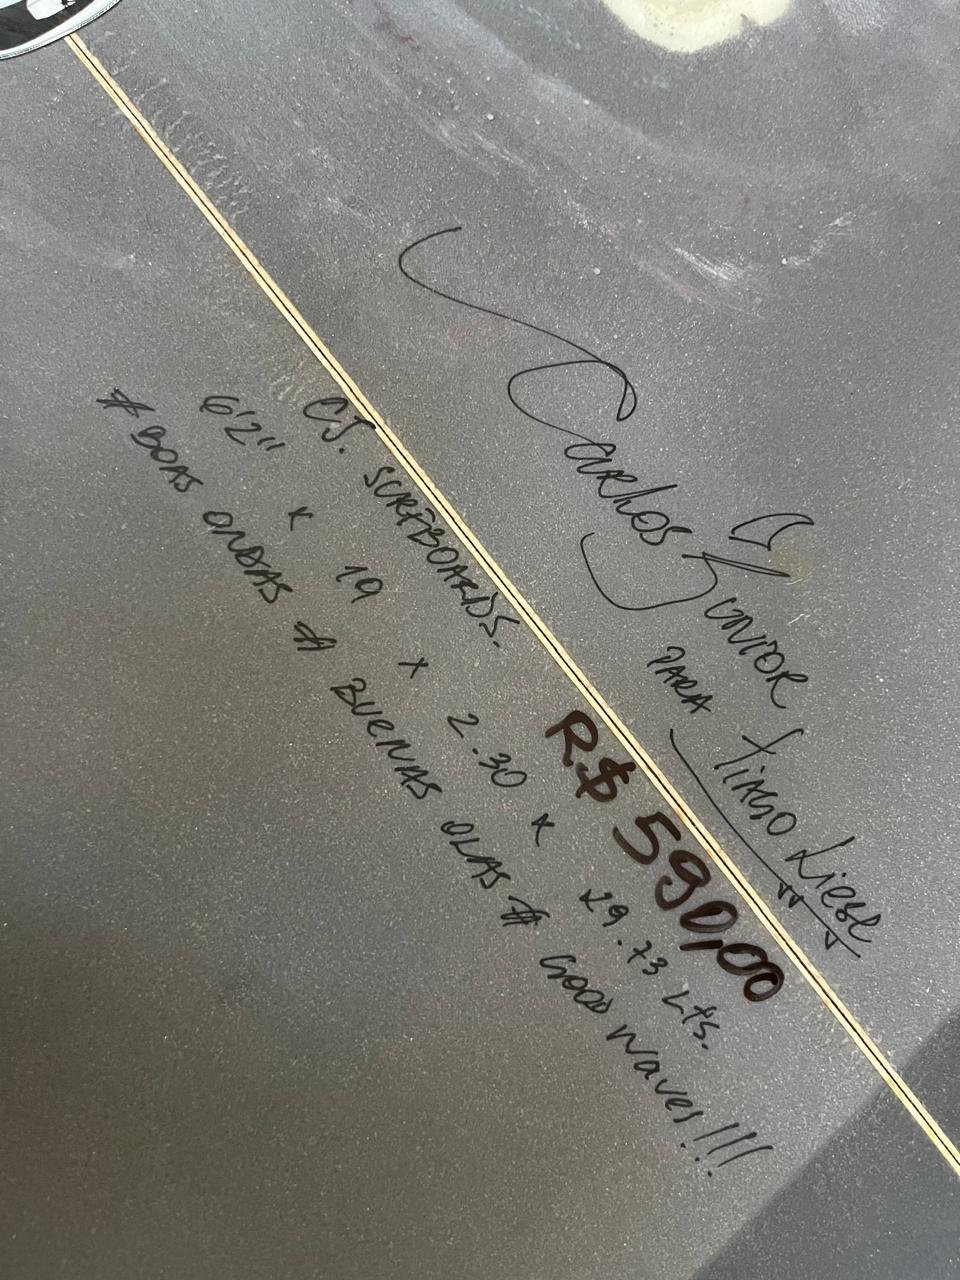 Carlos Junior
PARA TIAGO Liese
R$ 590,00
C.J. SURFBOARDS.
6'2" x 19 x 2.30 x 29.73 Lts.
# BOAS ONDAS # BUENAS OLAS # GOOD Waves!!!